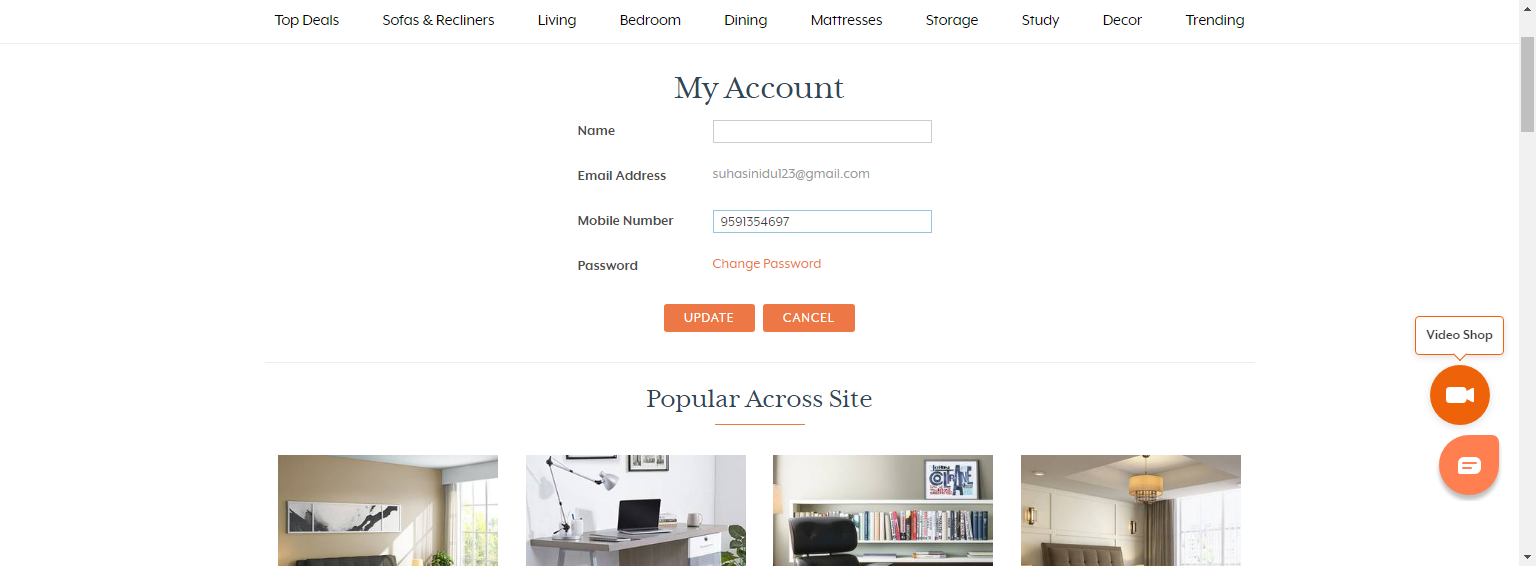 Top Deals Sofas & Recliners Living Bedroom Dining Mattresses Storage Study Decor Trending
My Account
Name
Email Address suhasinidu123@gmail.com
Mobile Number 9591354697
Password Change Password
UPDATE CANCEL
Video Shop
Popular Across Site
COLTRANE